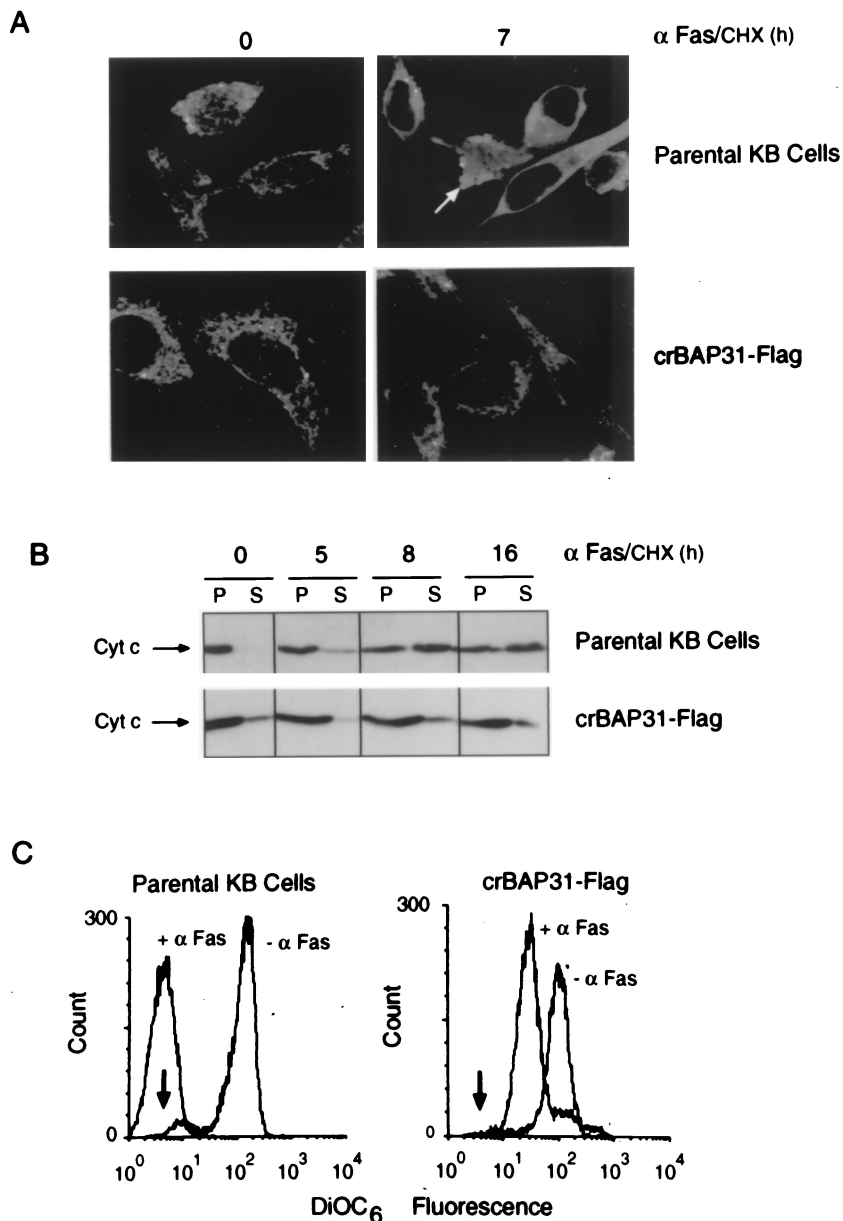 A
0 7 α Fas/CHX (h)
Parental KB Cells
crBAP31-Flag
B
0 5 8 16 α Fas/CHX (h)
P S P S P S P S
Cyt c Parental KB Cells
Cyt c crBAP31-Flag
C
Parental KB Cells
300
+ α Fas
- α Fas
Count
0
10⁰ 10¹ 10² 10³ 10⁴
crBAP31-Flag
300
+ α Fas
- α Fas
Count
0
10⁰ 10¹ 10² 10³ 10⁴
DiOC₆ Fluorescence